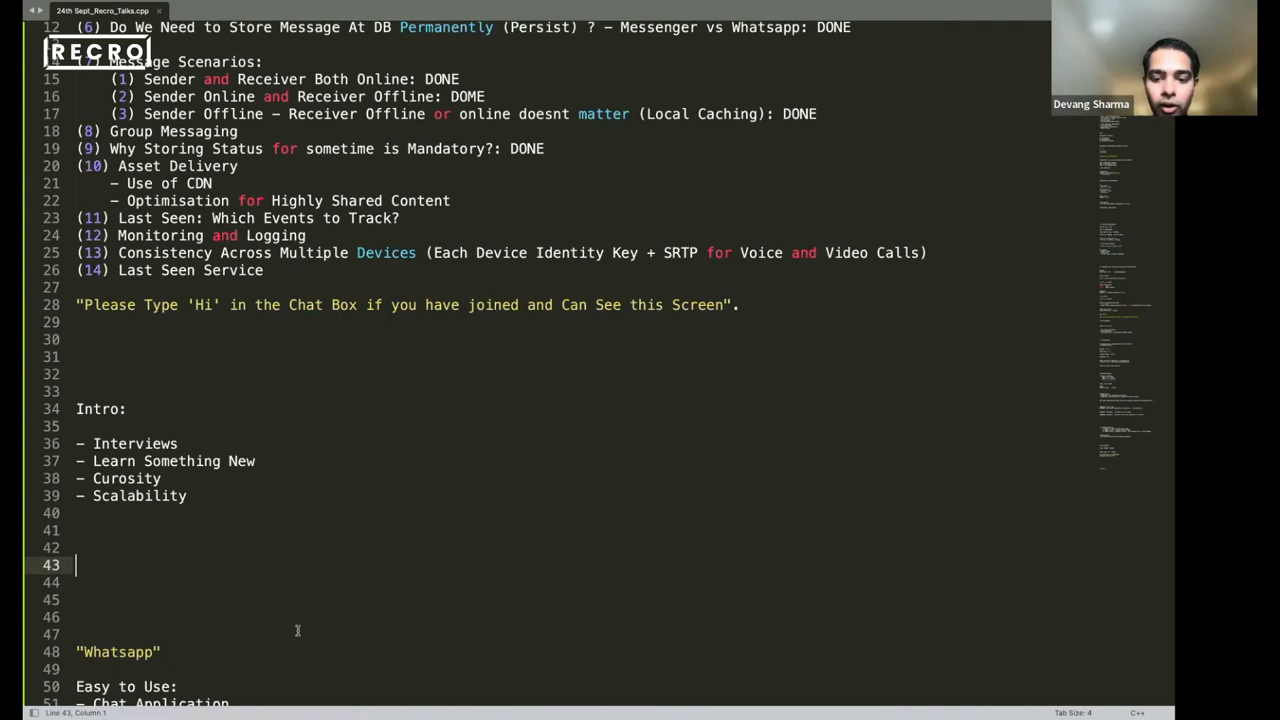 24th Sept_Recro_Talks.cpp
12 (6) Do We Need to Store Message At DB Permanently (Persist) ? - Messenger vs Whatsapp: DONE
RECRO
Devang Sharma
(7) Message Scenarios:
15 (1) Sender and Receiver Both Online: DONE
16 (2) Sender Online and Receiver Offline: DOME
17 (3) Sender Offline - Receiver Offline or online doesnt matter (Local Caching): DONE
18 (8) Group Messaging
19 (9) Why Storing Status for sometime is Mandatory?: DONE
20 (10) Asset Delivery
21 - Use of CDN
22 - Optimisation for Highly Shared Content
23 (11) Last Seen: Which Events to Track?
24 (12) Monitoring and Logging
25 (13) Consistency Across Multiple Devices (Each Device Identity Key + SRTP for Voice and Video Calls)
26 (14) Last Seen Service
27
28 "Please Type 'Hi' in the Chat Box if you have joined and Can See this Screen".
29
30
31
32
33
34 Intro:
35
36 - Interviews
37 - Learn Something New
38 - Curosity
39 - Scalability
40
41
42
43
44
45
46
47
48 "Whatsapp"
49
50 Easy to Use:
51 - Chat Application
Line 43, Column 1
Tab Size: 4
C++